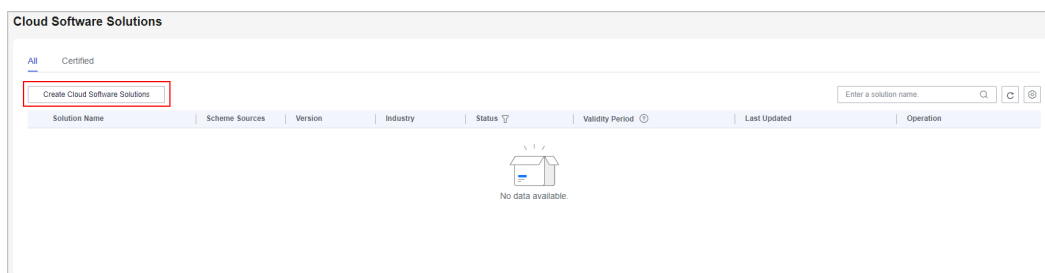 Cloud Software Solutions
All Certified
Create Cloud Software Solutions Enter a solution name.
Solution Name Scheme Sources Version Industry Status Validity Period Last Updated Operation
No data available.